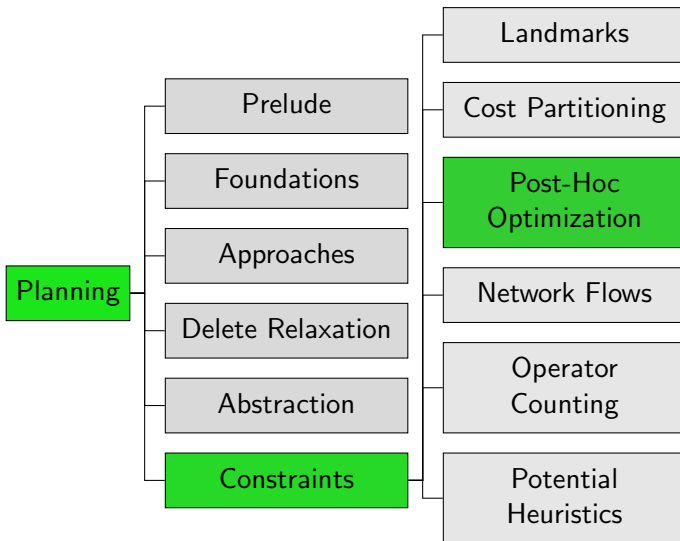 Planning
Prelude
Foundations
Approaches
Delete Relaxation
Abstraction
Constraints
Landmarks
Cost Partitioning
Post-Hoc
Optimization
Network Flows
Operator
Counting
Potential
Heuristics